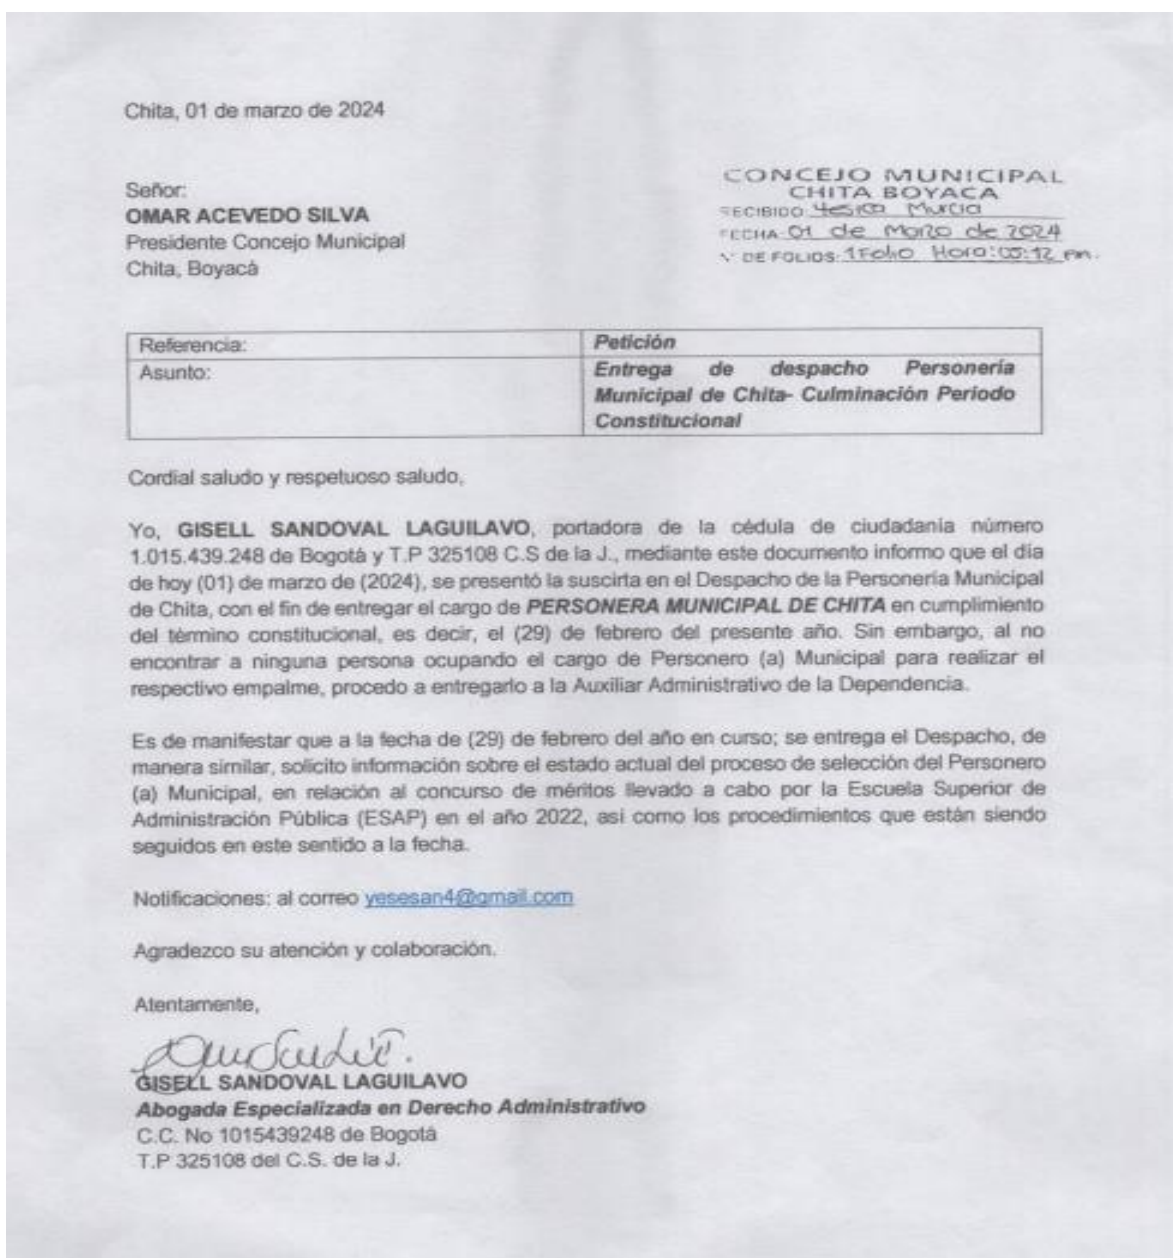 Chita, 01 de marzo de 2024
Señor:
OMAR ACEVEDO SILVA
Presidente Concejo Municipal
Chita, Boyacá
CONCEJO MUNICIPAL
CHITA BOYACA
RECIBIDO: Yesica Murcia
FECHA: 01 de Marzo de 2024
N° DE FOLIOS: 1 Folio Hora: 05:12 pm.
Referencia: Petición
Asunto: Entrega de despacho Personería
Municipal de Chita- Culminación Periodo
Constitucional
Cordial saludo y respetuoso saludo,
Yo, GISELL SANDOVAL LAGUILAVO, portadora de la cédula de ciudadanía número
1.015.439.248 de Bogotá y T.P 325108 C.S de la J., mediante este documento informo que el día
de hoy (01) de marzo de (2024), se presentó la suscirta en el Despacho de la Personería Municipal
de Chita, con el fin de entregar el cargo de PERSONERA MUNICIPAL DE CHITA en cumplimiento
del término constitucional, es decir, el (29) de febrero del presente año. Sin embargo, al no
encontrar a ninguna persona ocupando el cargo de Personero (a) Municipal para realizar el
respectivo empalme, procedo a entregarlo a la Auxiliar Administrativo de la Dependencia.
Es de manifestar que a la fecha de (29) de febrero del año en curso; se entrega el Despacho, de
manera similar, solicito información sobre el estado actual del proceso de selección del Personero
(a) Municipal, en relación al concurso de méritos llevado a cabo por la Escuela Superior de
Administración Pública (ESAP) en el año 2022, así como los procedimientos que están siendo
seguidos en este sentido a la fecha.
Notificaciones: al correo yesesan4@gmail.com
Agradezco su atención y colaboración.
Atentamente,
GISELL SANDOVAL LAGUILAVO
Abogada Especializada en Derecho Administrativo
C.C. No 1015439248 de Bogotá
T.P 325108 del C.S. de la J.